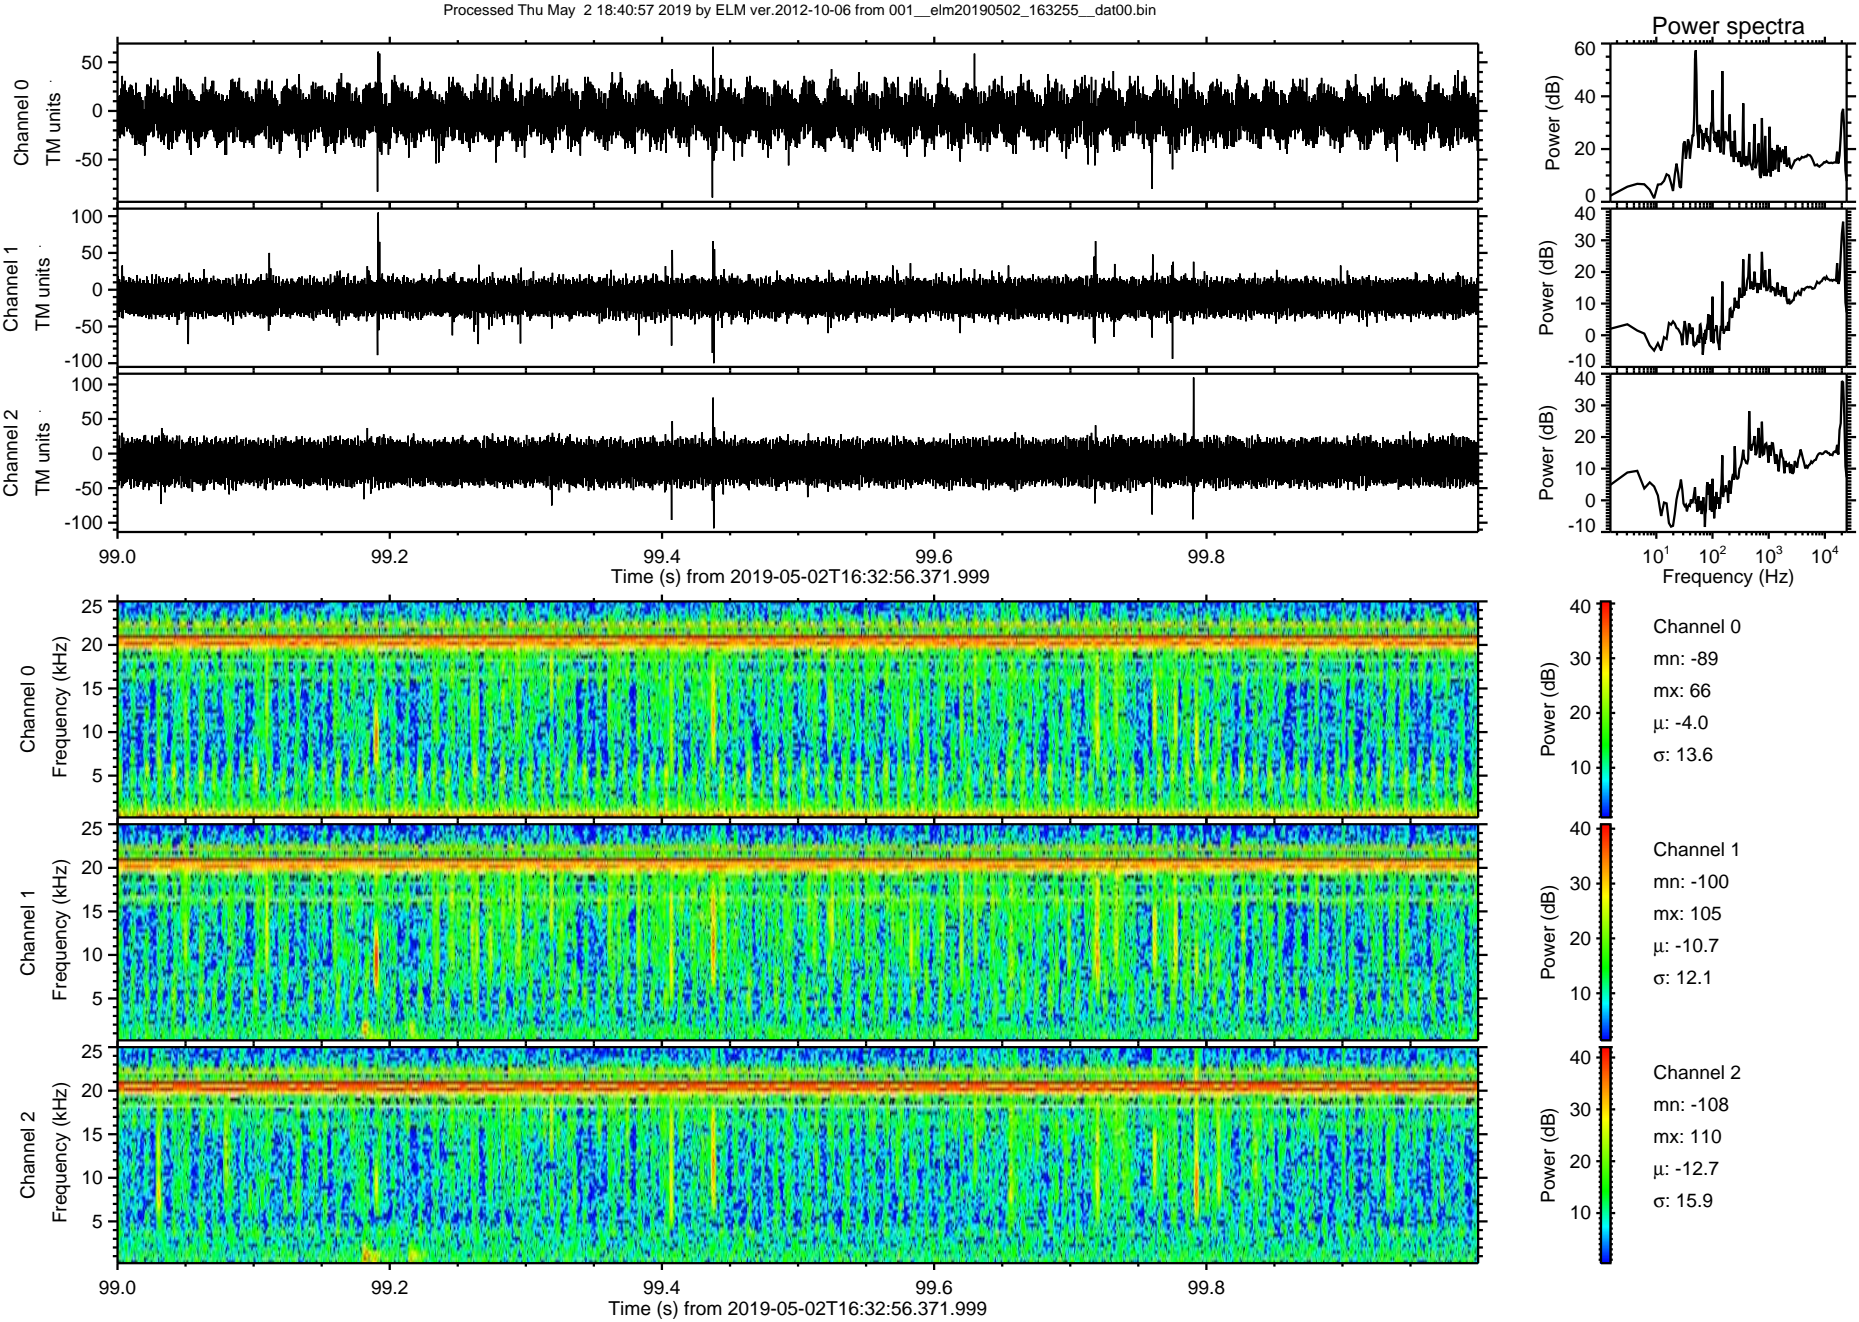 Processed Thu May  2 18:40:57 2019 by ELM ver.2012-10-06 from 001__elm20190502_163255__dat00.bin
Power spectra
Channel 0
TM units
50
0
-50
Power (dB)
60
40
20
0
Channel 1
TM units
100
50
0
-50
-100
Power (dB)
40
30
20
10
0
-10
Channel 2
TM units
100
50
0
-50
-100
Power (dB)
40
30
20
10
0
-10
99.0 99.2 99.4 99.6 99.8
Time (s) from 2019-05-02T16:32:56.371.999
10^1 10^2 10^3 10^4
Frequency (Hz)
Channel 0
Frequency (kHz)
25
20
15
10
5
Power (dB)
40
30
20
10
Channel 0
mn: -89
mx: 66
μ: -4.0
σ: 13.6
Channel 1
Frequency (kHz)
25
20
15
10
5
Power (dB)
40
30
20
10
Channel 1
mn: -100
mx: 105
μ: -10.7
σ: 12.1
Channel 2
Frequency (kHz)
25
20
15
10
5
Power (dB)
40
30
20
10
Channel 2
mn: -108
mx: 110
μ: -12.7
σ: 15.9
99.0 99.2 99.4 99.6 99.8
Time (s) from 2019-05-02T16:32:56.371.999